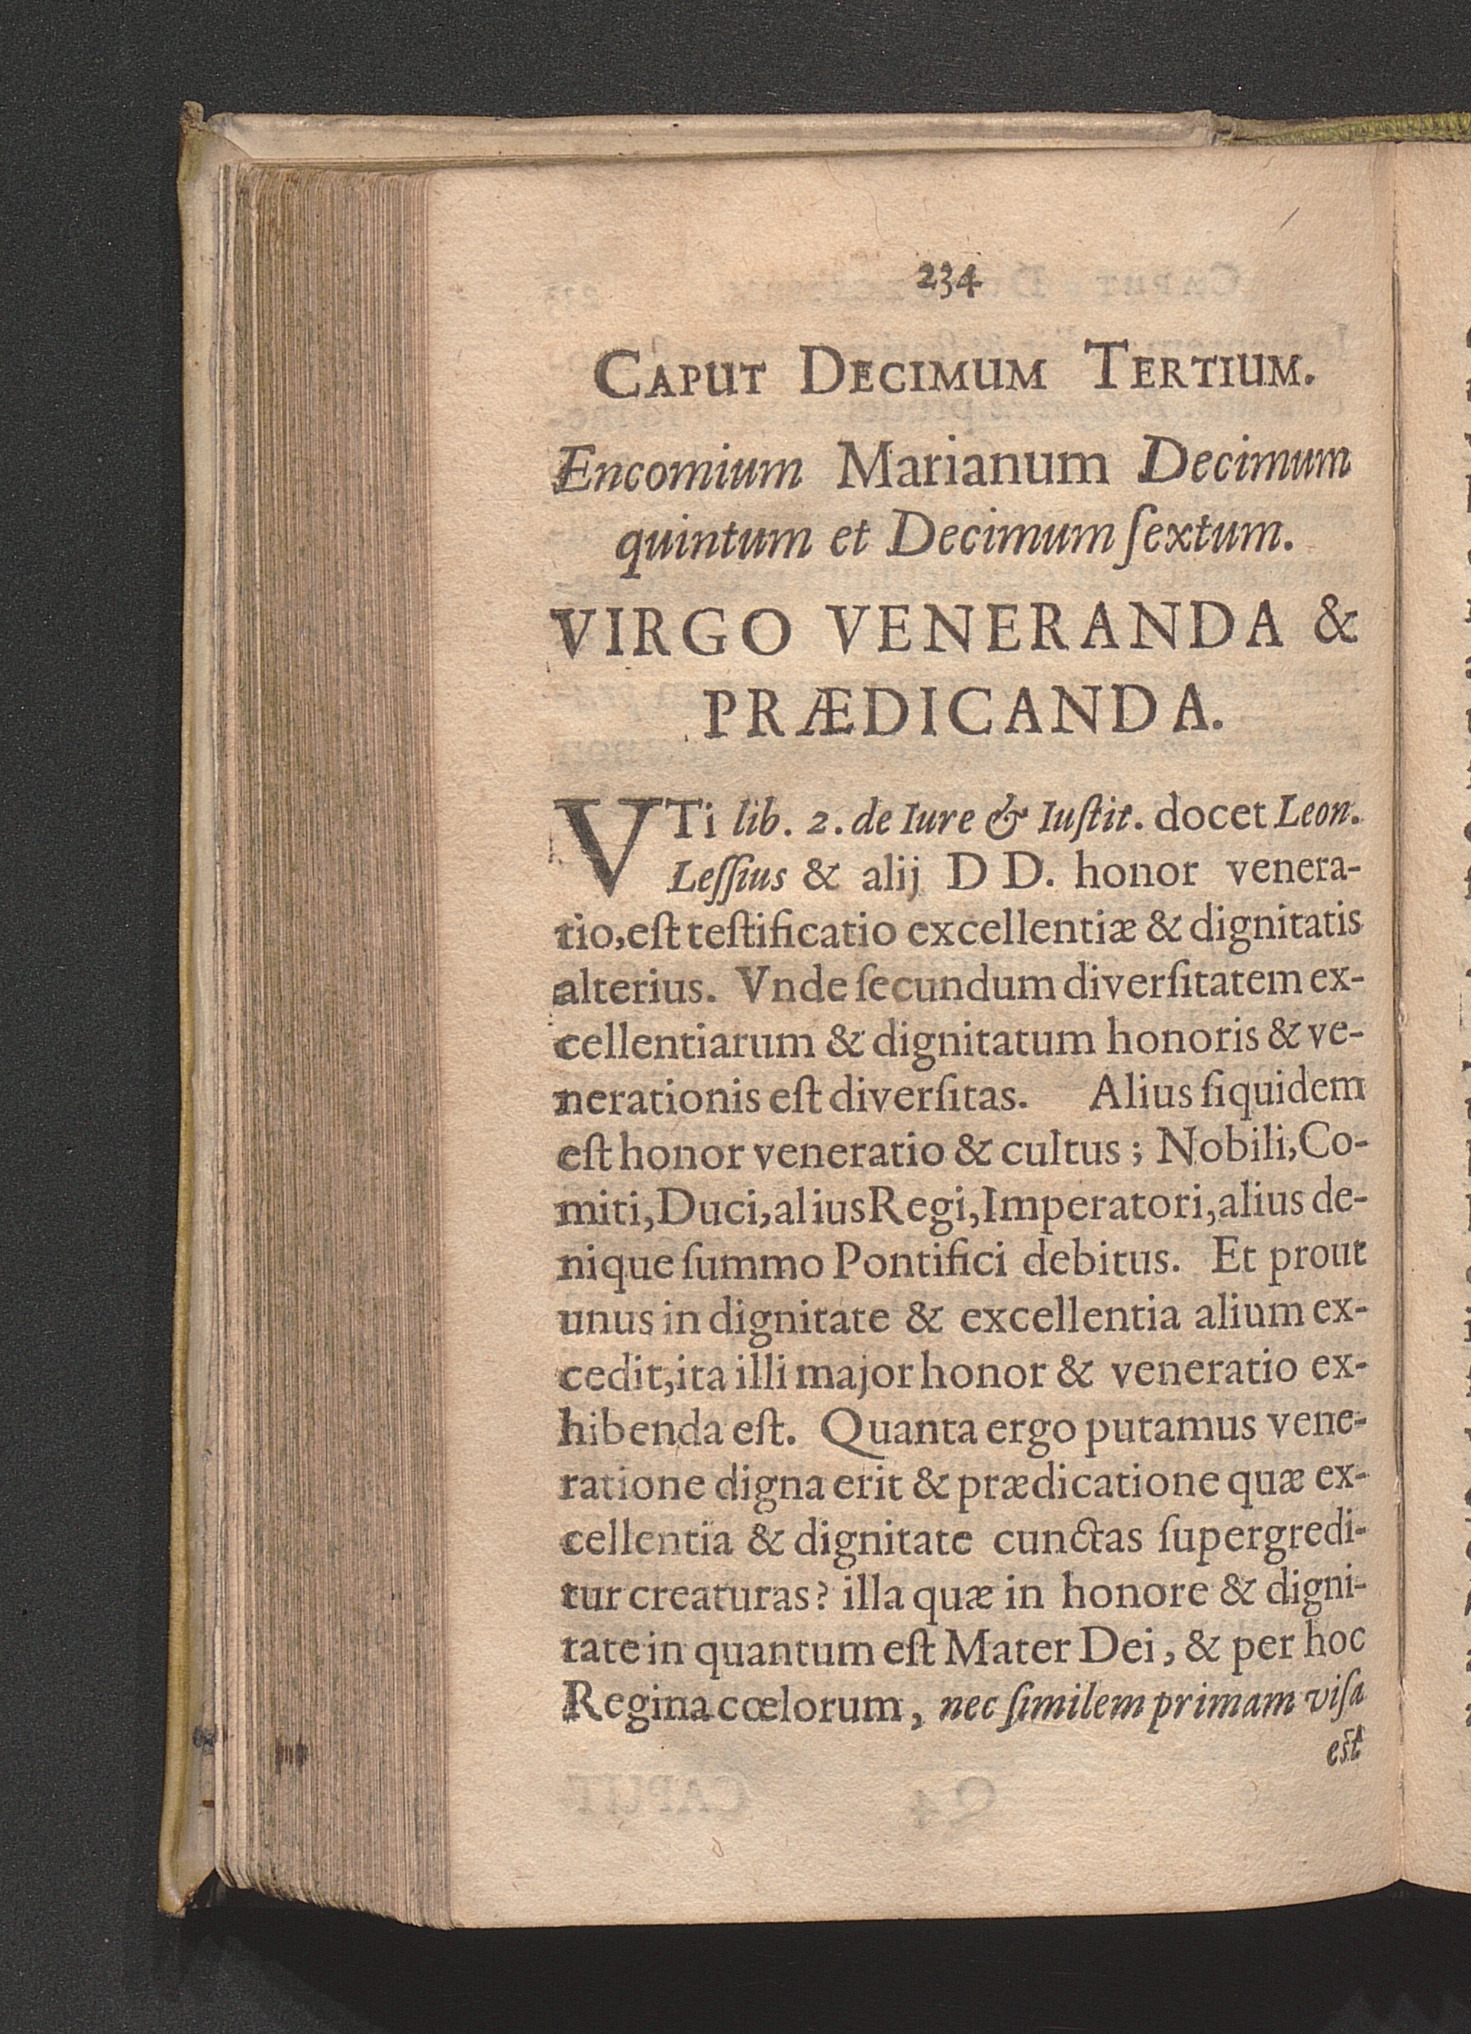 234
CAPUT DECIMUM TERTIUM.
Encomium Marianum Decimum
quintum et Decimum ſextum.
VIRGO VENERANDA &
PRÆDICANDA.
VTi lib. 2. de Iure & Iuſtit. docet Leon.
Leſſius & alij D D. honor venera-
tio, eſt teſtificatio excellentiæ & dignitatis
alterius. Vnde ſecundum diverſitatem ex-
cellentiarum & dignitatum honoris & ve-
nerationis eſt diverſitas. Alius ſiquidem
eſt honor veneratio & cultus; Nobili, Co-
miti, Duci, alius Regi, Imperatori, alius de-
nique ſummo Pontifici debitus. Et prout
unus in dignitate & excellentia alium ex-
cedit, ita illi major honor & veneratio ex-
hibenda eſt. Quanta ergo putamus vene-
ratione digna erit & prædicatione quæ ex-
cellentia & dignitate cunctas ſupergredi-
tur creaturas? illa quæ in honore & digni-
tate in quantum eſt Mater Dei, & per hoc
Regina cœlorum, nec ſimilem primam viſa
eſt